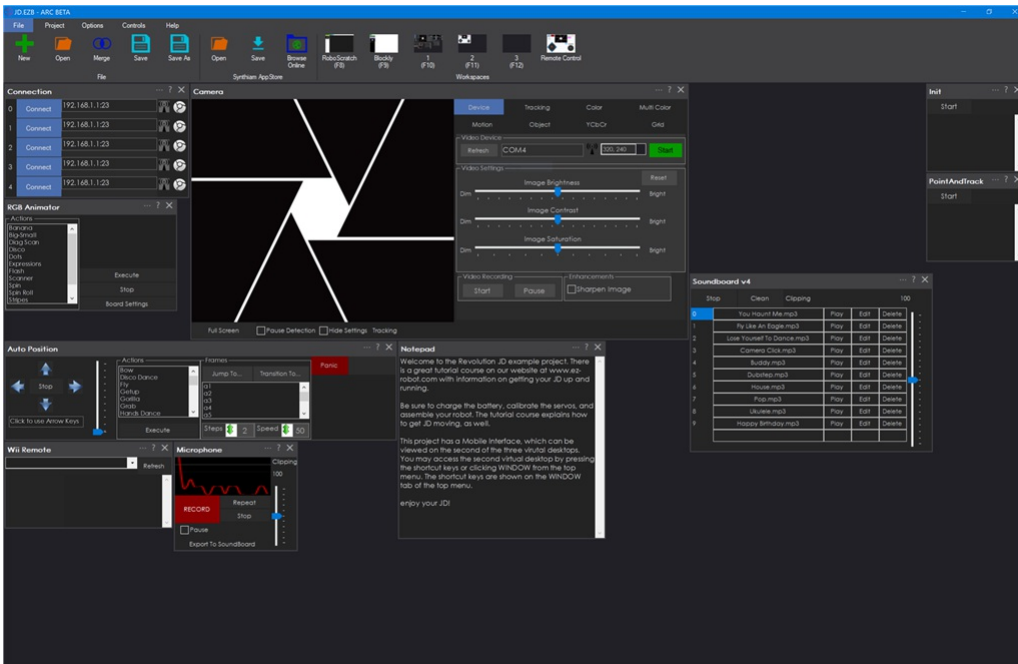 JD.EZB - ARC BETA
File Project Options Controls Help
New Open Merge Save Save As Open Save Browse Online RoboScratch (F8) Blockly (F9) 1 (F10) 2 (F11) 3 (F12) Remote Control
File Synthiam AppStore Workspaces
Connection ... ? X
0 Connect 192.168.1.1:23
1 Connect 192.168.1.1:23
2 Connect 192.168.1.1:23
3 Connect 192.168.1.1:23
4 Connect 192.168.1.1:23
RGB Animator ... ? X
Actions
Banana
Big-Small
Diag Scan
Disco
Dots
Expressions
Flash
Scanner
Spin
Spin Roll
Stripes
Execute
Stop
Board Settings
Camera ... ? X
Device Tracking Color Multi Color
Motion Object YCbCr Grid
Video Device
Refresh COM4 320, 240 Start
Video Settings
Reset
Image Brightness
Dim Bright
Image Contrast
Dim Bright
Image Saturation
Dim Bright
Video Recording
Start Pause
Enhancements
Sharpen Image
Full Screen Pause Detection Hide Settings Tracking
Init ... ? X
Start
PointAndTrack ... ? X
Start
Soundboard v4 ... ? X
Stop Clean Clipping 100
0 You Haunt Me.mp3 Play Edit Delete
1 Fly Like An Eagle.mp3 Play Edit Delete
2 Lose Yourself To Dance.mp3 Play Edit Delete
3 Camera Click.mp3 Play Edit Delete
4 Buddy.mp3 Play Edit Delete
5 Dubstep.mp3 Play Edit Delete
6 House.mp3 Play Edit Delete
7 Pop.mp3 Play Edit Delete
8 Ukulele.mp3 Play Edit Delete
9 Happy Birthday.mp3 Play Edit Delete
Auto Position ... ? X
Stop
Click to use Arrow Keys
Actions
Bow
Disco Dance
Fly
Getup
Gorilla
Grab
Hands Dance
Execute
Frames
Jump To... Transition To...
a1
a2
a3
a4
a5
Steps 2 Speed 50
Panic
Notepad ... ? X
Welcome to the Revolution JD example project. There
is a great tutorial course on our website at www.ez-
robot.com with information on getting your JD up and
running.
Be sure to charge the battery, calibrate the servos, and
assemble your robot. The tutorial course explains how
to get JD moving, as well.
This project has a Mobile Interface, which can be
viewed on the second of the three virutal desktops.
You may access the second virtual desktop by pressing
the shortcut keys or clicking WINDOW from the top
menu. The shortcut keys are shown on the WINDOW
tab of the top menu.
enjoy your JD!
Wii Remote ... ? X
Refresh
Microphone ... ? X
Clipping
100
RECORD
Repeat
Stop
Pause
Export To SoundBoard